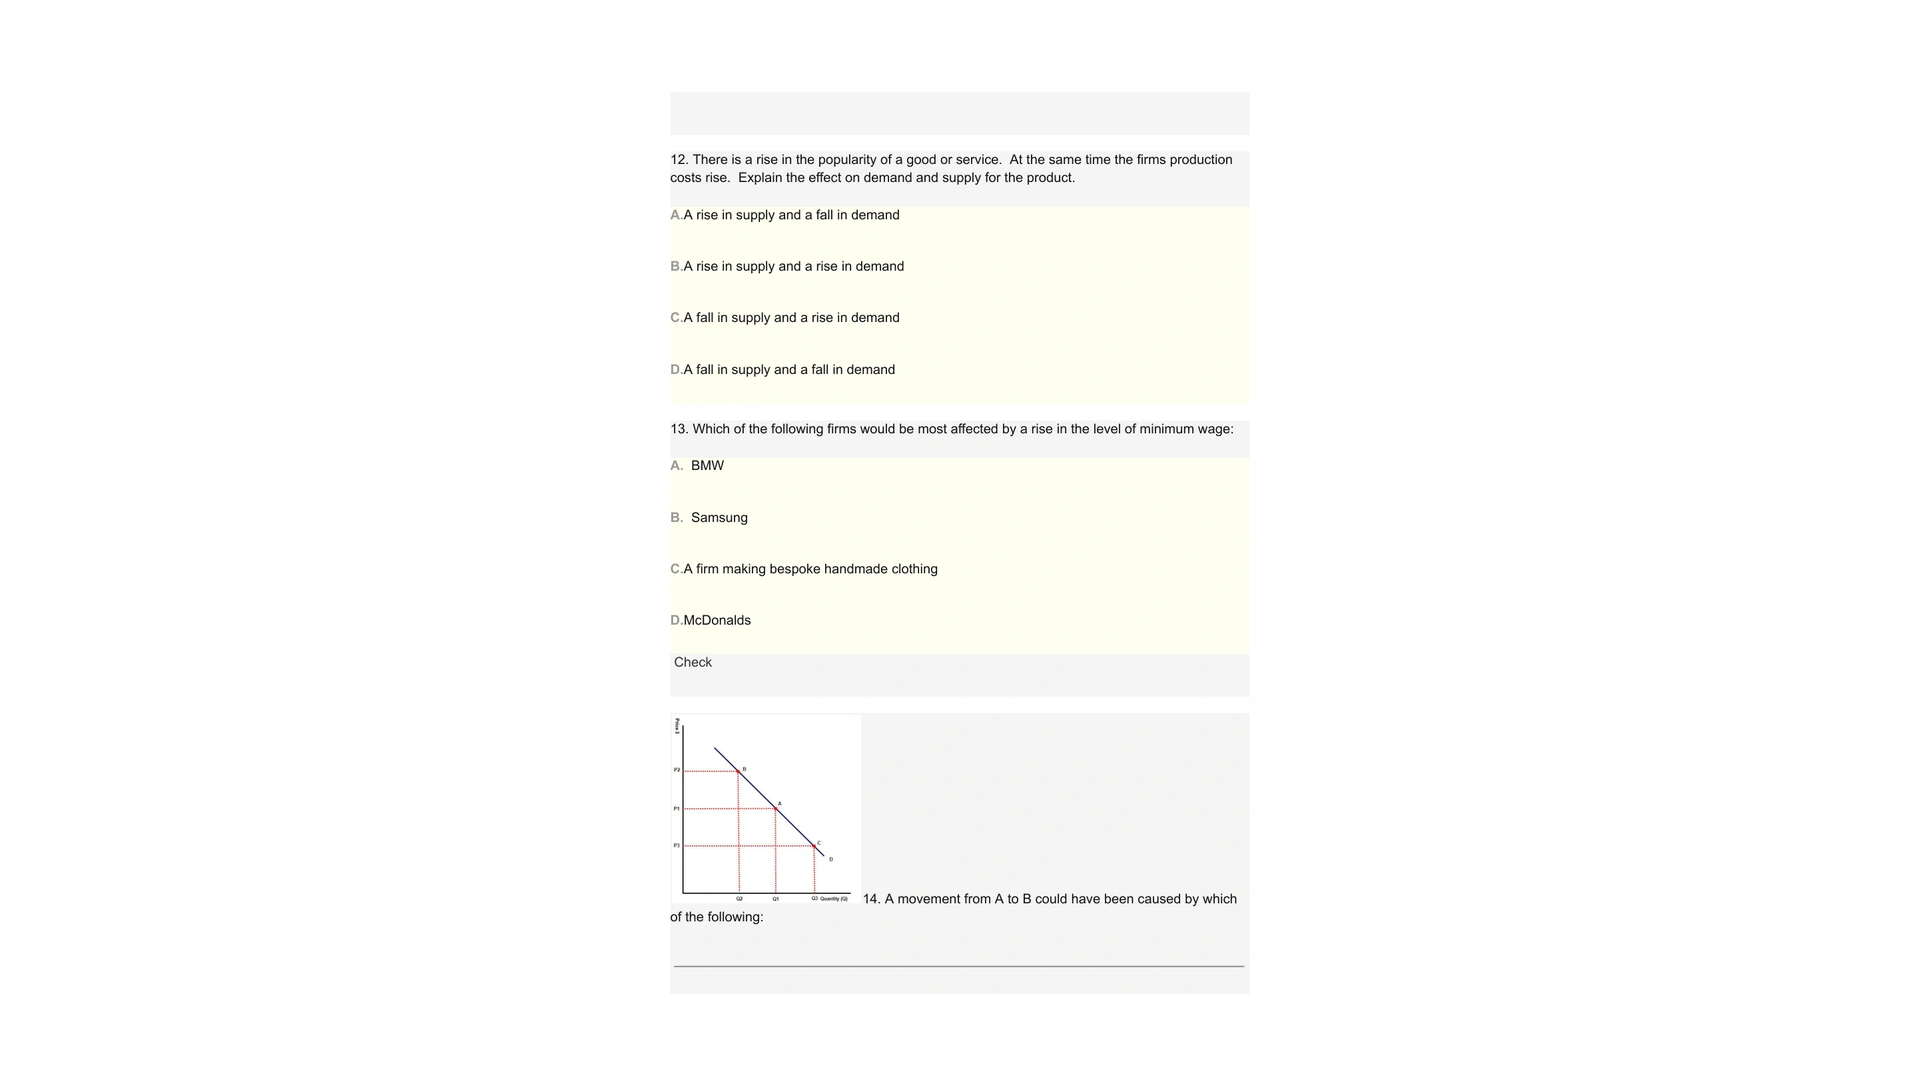 12. There is a rise in the popularity of a good or service.  At the same time the firms production
costs rise.  Explain the effect on demand and supply for the product.
A.A rise in supply and a fall in demand
B.A rise in supply and a rise in demand
C.A fall in supply and a rise in demand
D.A fall in supply and a fall in demand
13. Which of the following firms would be most affected by a rise in the level of minimum wage:
A.  BMW
B.  Samsung
C.A firm making bespoke handmade clothing
D.McDonalds
Check
Price £
P2
B
P1
A
P3
C
D
Q2
Q1
Q3
Quantity (Q)
14. A movement from A to B could have been caused by which
of the following: